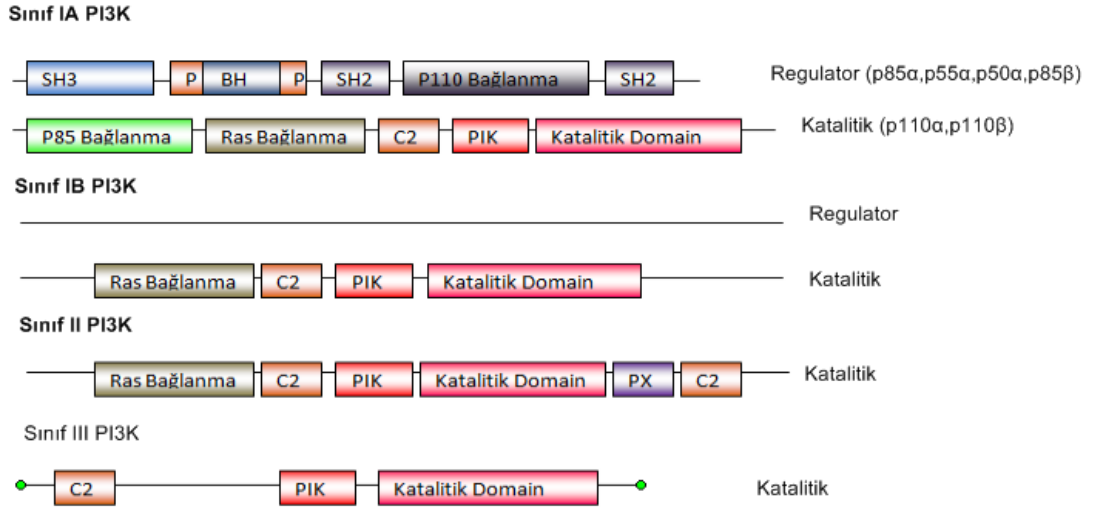 Sınıf IA PI3K
SH3 P BH P SH2 P110 Bağlanma SH2 Regulator (p85α,p55α,p50α,p85β)
P85 Bağlanma Ras Bağlanma C2 PIK Katalitik Domain Katalitik (p110α,p110β)
Sınıf IB PI3K
Regulator
Ras Bağlanma C2 PIK Katalitik Domain Katalitik
Sınıf II PI3K
Ras Bağlanma C2 PIK Katalitik Domain PX C2 Katalitik
Sınıf III PI3K
C2 PIK Katalitik Domain Katalitik